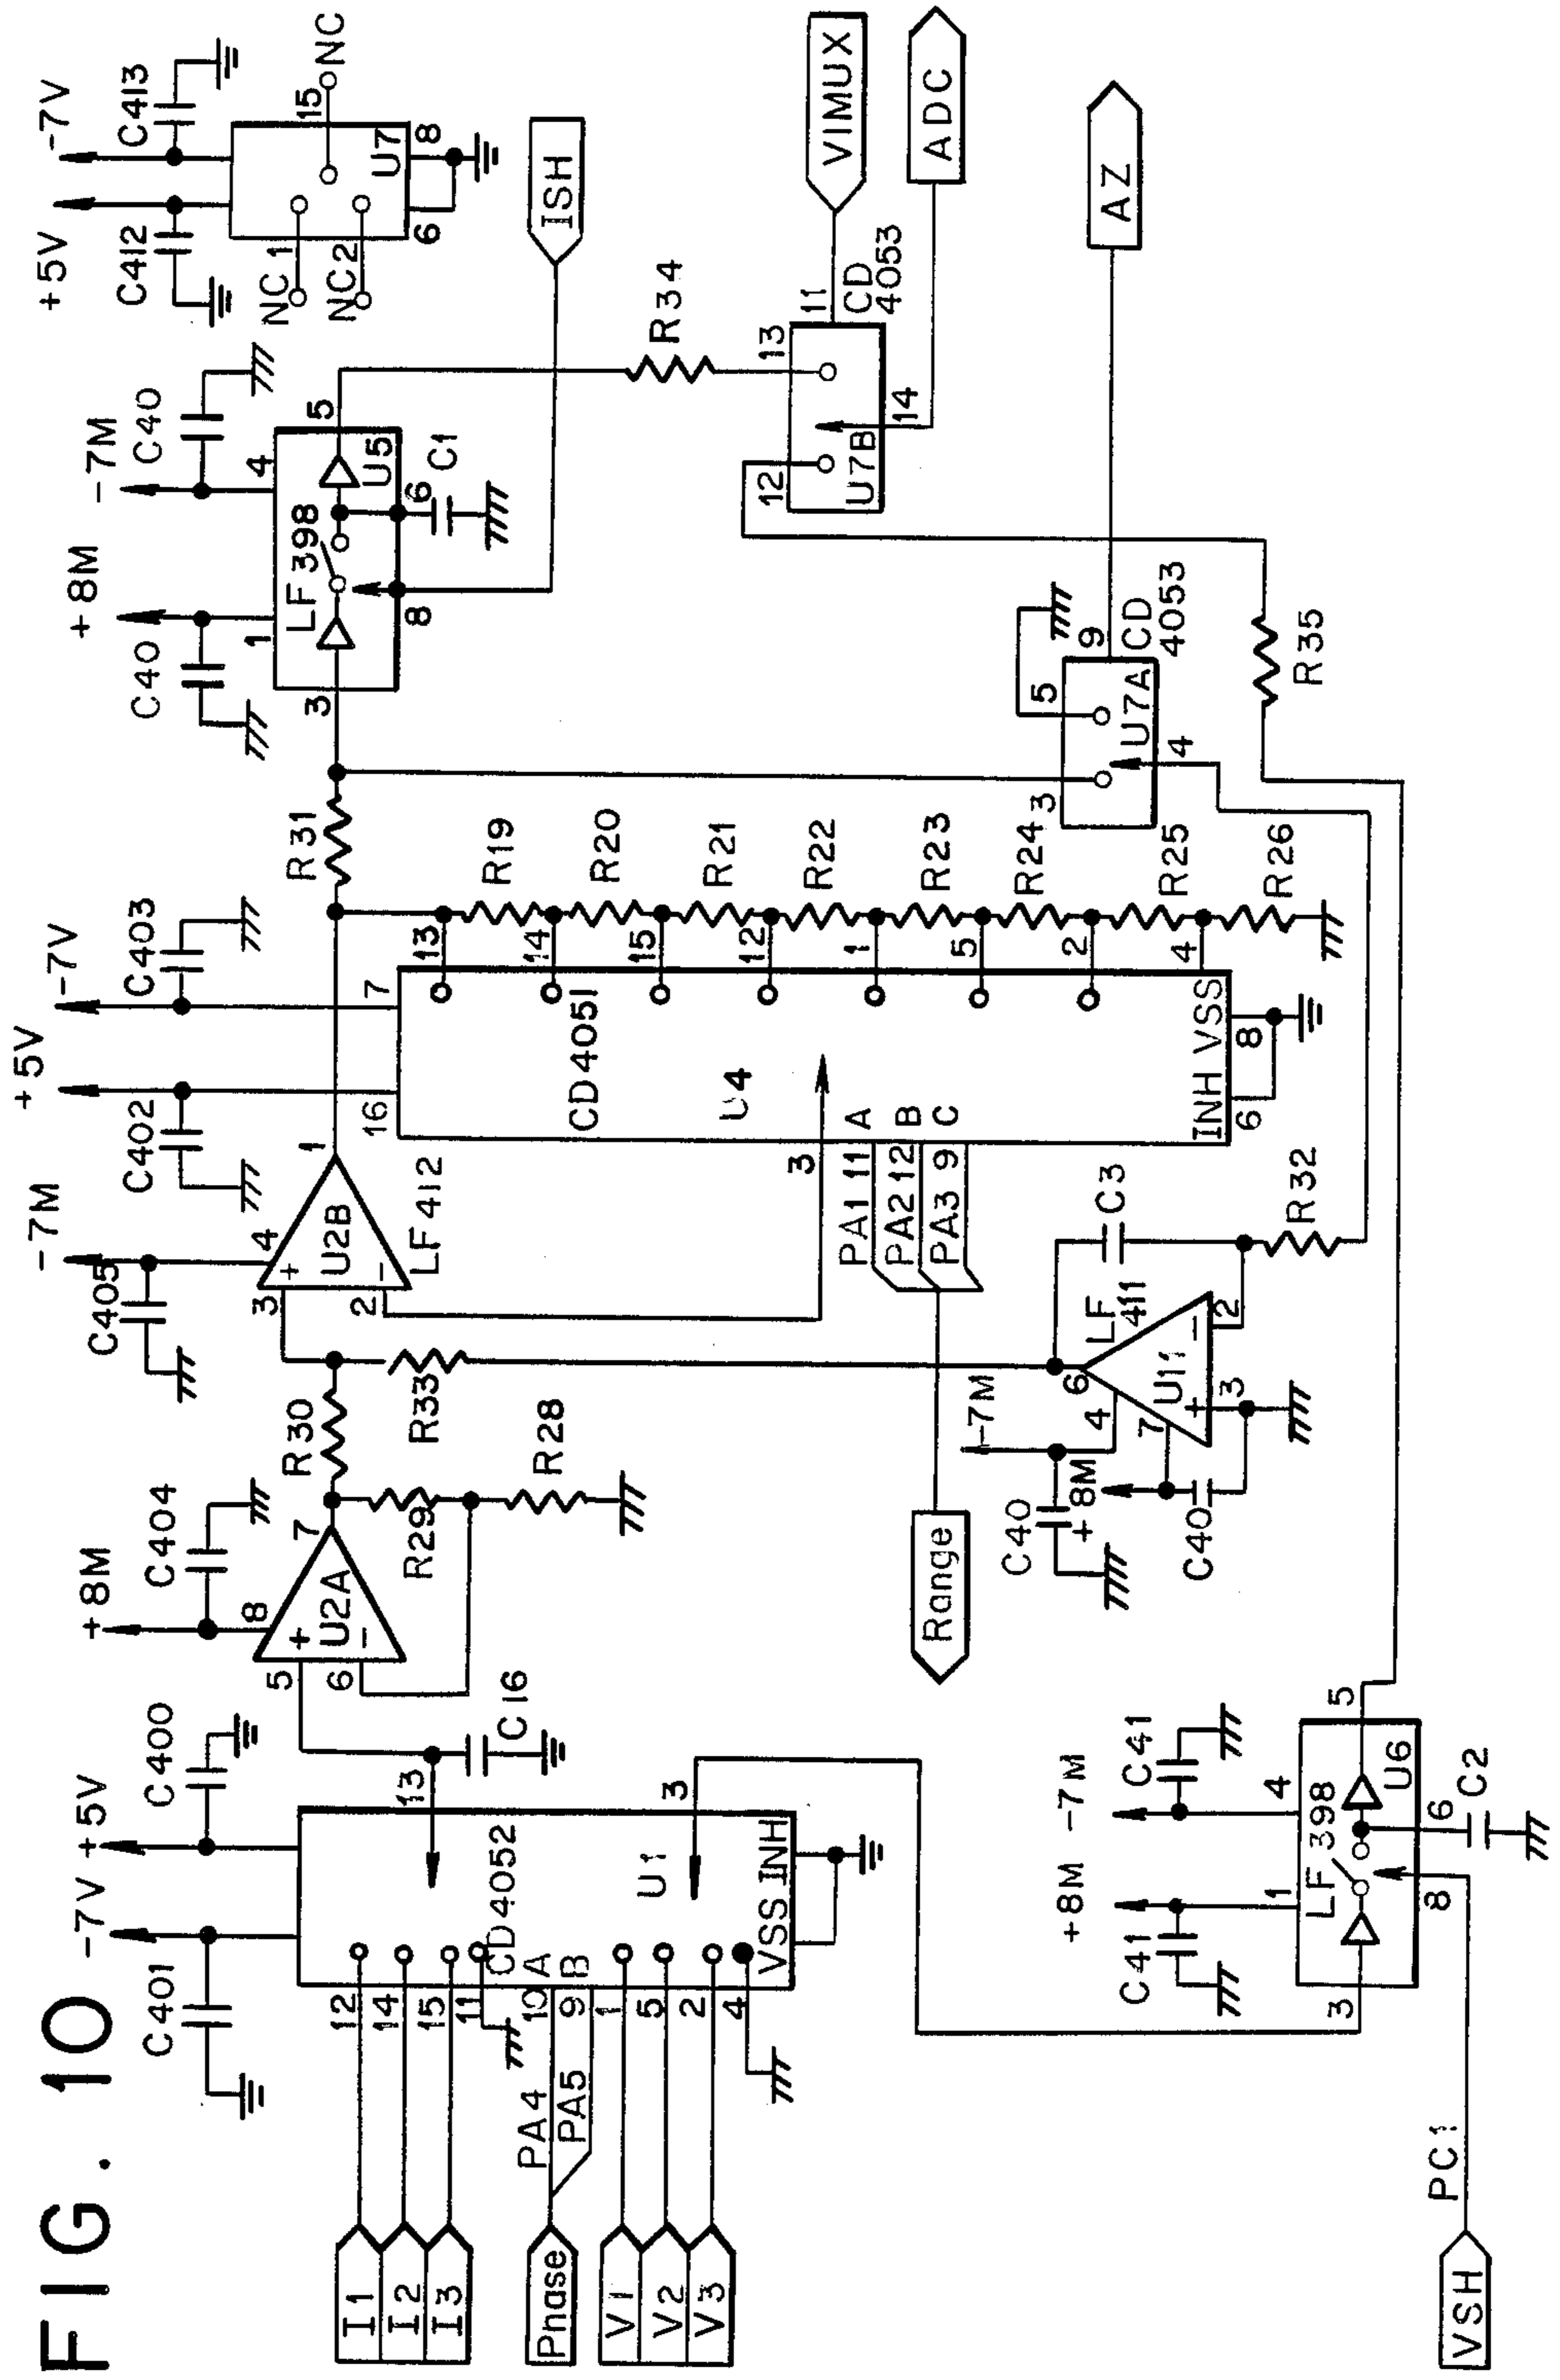 FIG. 10
-7V
+5V
C401
C400
+8M
C404
-7M
C405
+5V
-7V
C402
C403
+8M
-7M
C40
C40
+5V
-7V
C412
C413
I1
I2
I3
Pnase
V1
V2
V3
PA4
PA5
12
14
15
11
10
9
1
5
2
4
CD4052
A
B
U1
VSS INH
13
3
C16
5
6
8
+
U2A
-
7
R29
R28
R30
R33
3
2
4
+
U2B
-
1
LF412
16
7
CD4051
U4
3
PA1 11 A
PA2 12 B
PA3 9 C
INH VSS
6
8
13
14
15
12
1
5
2
4
R19
R20
R21
R22
R23
R24
R25
R26
R31
3
1
4
LF398
U5
5
8
6
C1
NC 1
NC2
15
NC
U7
6
8
ISH
R34
12
13
11
CD
4053
U7B
14
VIMUX
ADC
3
5
9
CD
4053
U7A
4
AZ
R35
Range
-7M
C40
+8M
C40
6
4
7
LF
411
U11
+
-
3
2
C3
R32
+8M
-7M
C41
C41
3
1
4
LF398
U6
5
8
6
C2
VSH
PC1